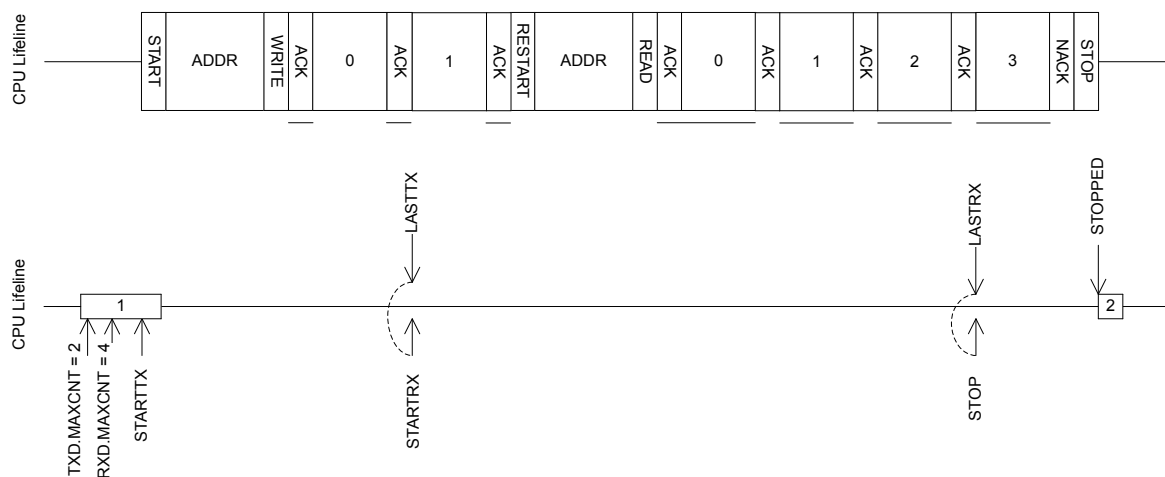 CPU Lifeline
START
ADDR
WRITE
ACK
0
ACK
1
ACK
RESTART
ADDR
READ
ACK
0
ACK
1
ACK
2
ACK
3
NACK
STOP
LASTTX
LASTRX
STOPPED
CPU Lifeline
1
2
TXD.MAXCNT = 2
RXD.MAXCNT = 4
STARTTX
STARTRX
STOP